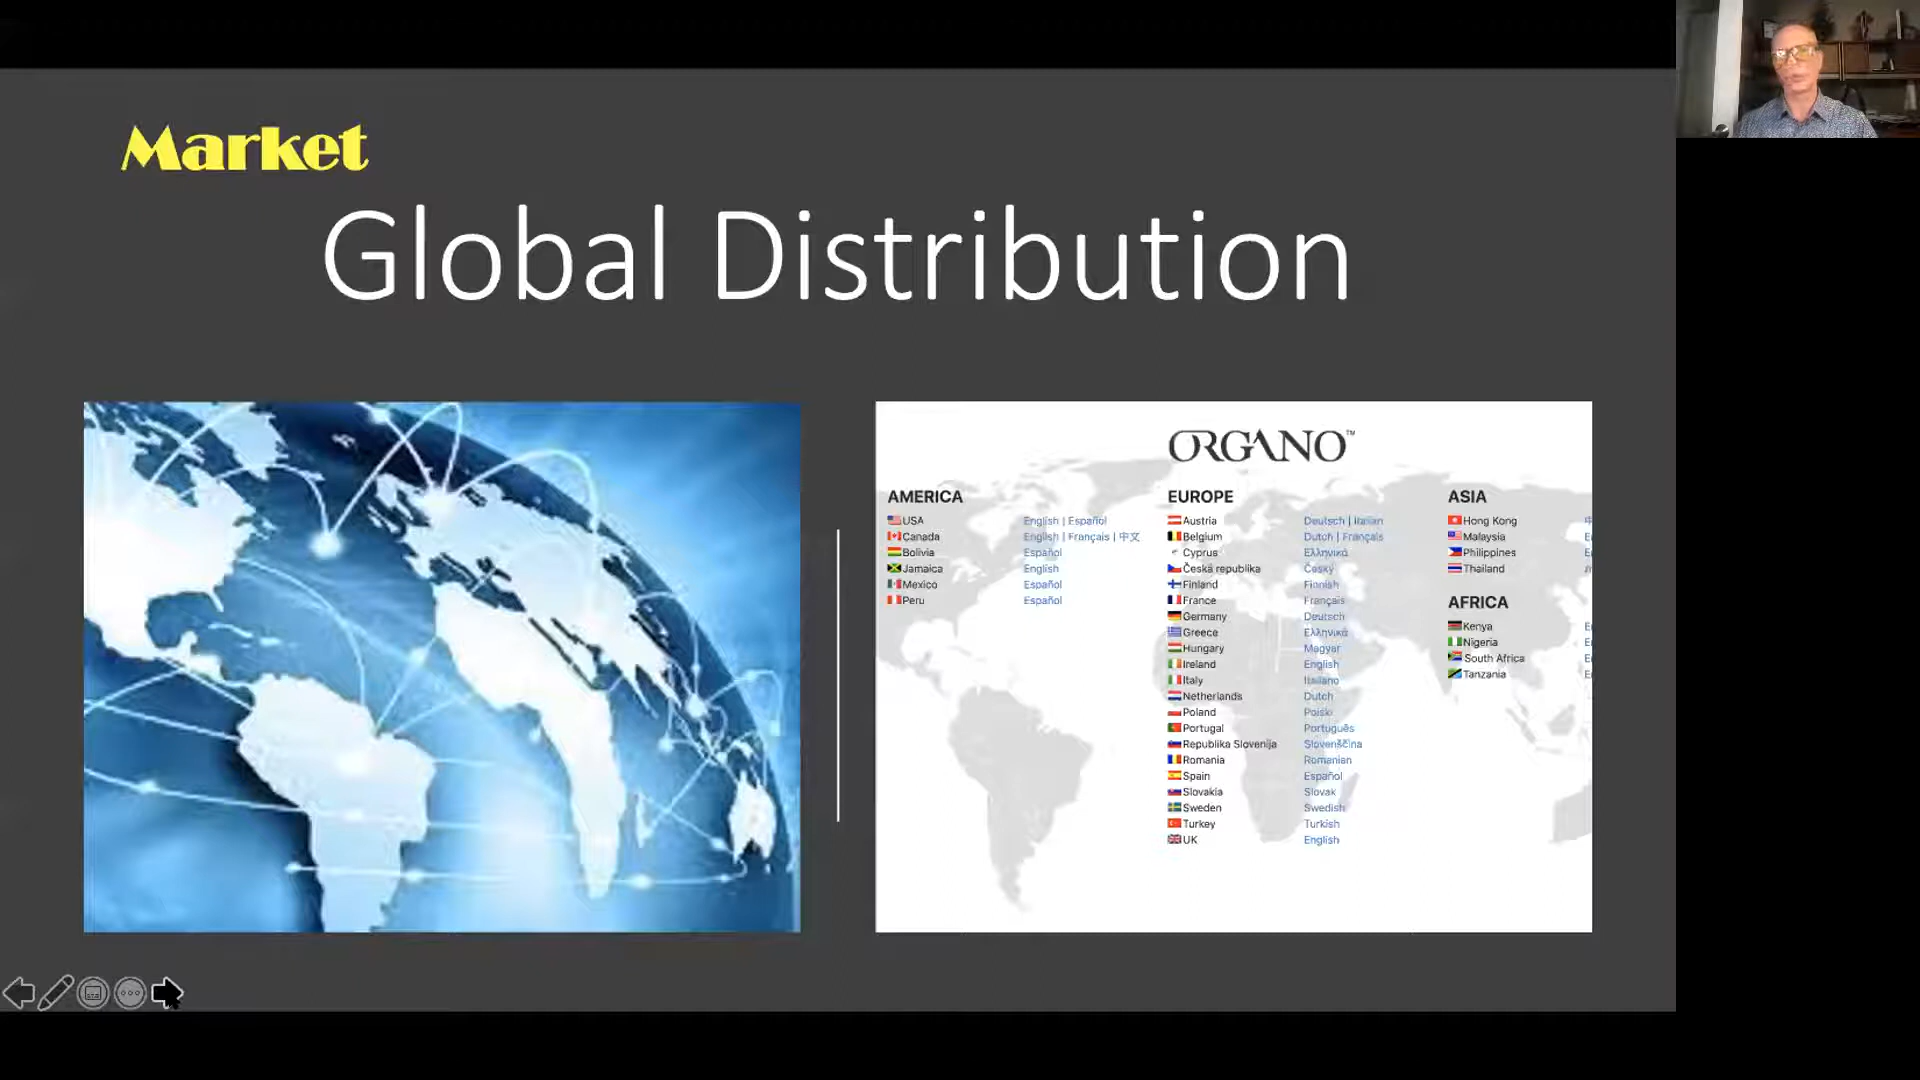 Market
Global Distribution
ORGANO™
AMERICA
USA English | Español
Canada English | Français | 中文
Bolivia Español
Jamaica English
Mexico Español
Peru Español
EUROPE
Austria Deutsch | Italian
Belgium Dutch | Français
Cyprus Ελληνικά
Česká republika Český
Finland Finnish
France Français
Germany Deutsch
Greece Ελληνικά
Hungary Magyar
Ireland English
Italy Italiano
Netherlands Dutch
Poland Polski
Portugal Português
Republika Slovenija Slovenščina
Romania Romanian
Spain Español
Slovakia Slovak
Sweden Swedish
Turkey Turkish
UK English
ASIA
Hong Kong
Malaysia
Philippines
Thailand
AFRICA
Kenya
Nigeria
South Africa
Tanzania